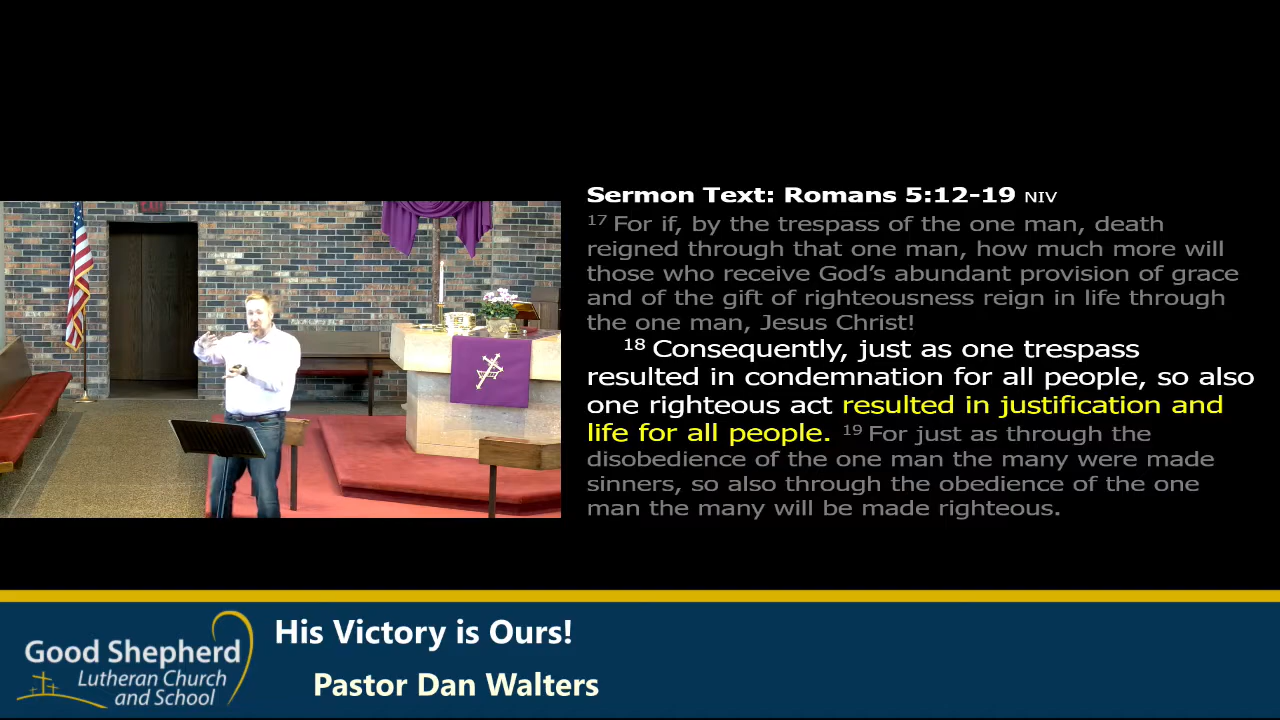 EXIT
Sermon Text: Romans 5:12-19 NIV
17 For if, by the trespass of the one man, death
reigned through that one man, how much more will
those who receive God's abundant provision of grace
and of the gift of righteousness reign in life through
the one man, Jesus Christ!
18 Consequently, just as one trespass
resulted in condemnation for all people, so also
one righteous act resulted in justification and
life for all people. 19 For just as through the
disobedience of the one man the many were made
sinners, so also through the obedience of the one
man the many will be made righteous.
Good Shepherd
Lutheran Church
and School
His Victory is Ours!
Pastor Dan Walters